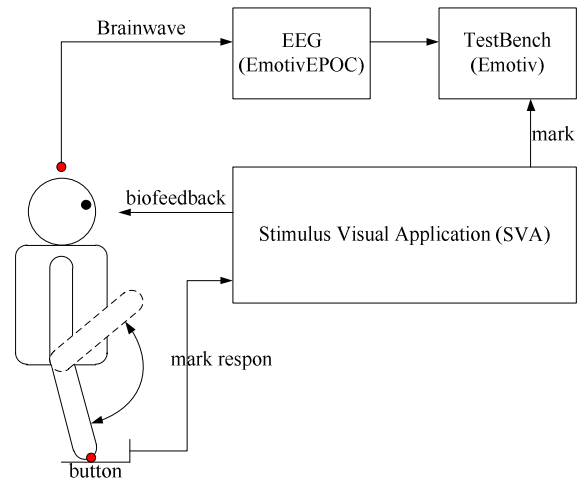 Brainwave
EEG
(EmotivEPOC)
TestBench
(Emotiv)
mark
biofeedback
Stimulus Visual Application (SVA)
mark respon
button